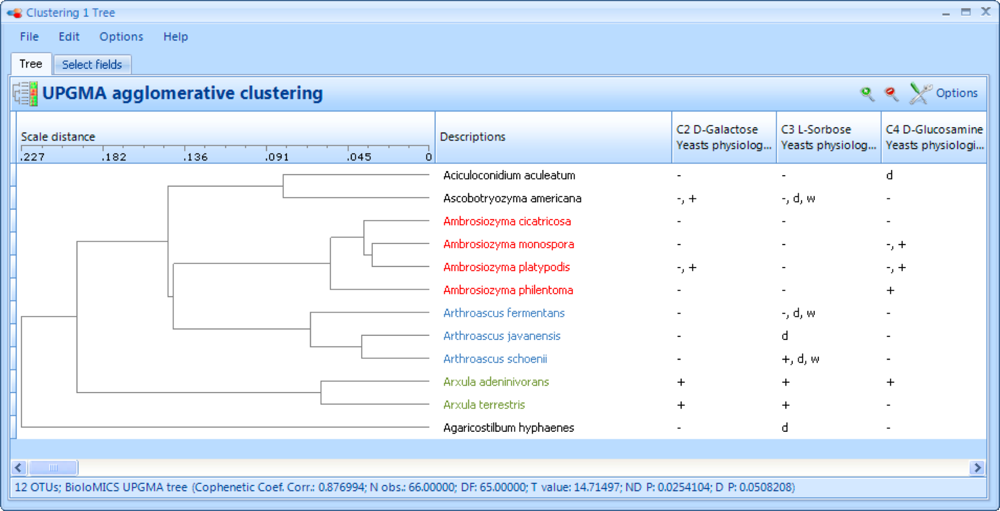 Clustering 1 Tree
File Edit Options Help
Tree Select fields
UPGMA agglomerative clustering Options
Scale distance
.227 .182 .136 .091 .045 0
Descriptions
C2 D-Galactose
Yeasts physiolog...
C3 L-Sorbose
Yeasts physiolog...
C4 D-Glucosamine
Yeasts physiologi...
Aciculoconidium aculeatum - - d
Ascobotryozyma americana -, + -, d, w -
Ambrosiozyma cicatricosa - - -
Ambrosiozyma monospora - - -, +
Ambrosiozyma platypodis -, + - -, +
Ambrosiozyma philentoma - - +
Arthroascus fermentans - -, d, w -
Arthroascus javanensis - d -
Arthroascus schoenii - +, d, w -
Arxula adeninivorans + + +
Arxula terrestris + + -
Agaricostilbum hyphaenes - d -
12 OTUs; BioloMICS UPGMA tree (Cophenetic Coef. Corr.: 0.876994; N obs.: 66.00000; DF: 65.00000; T value: 14.71497; ND P: 0.0254104; D P: 0.0508208)